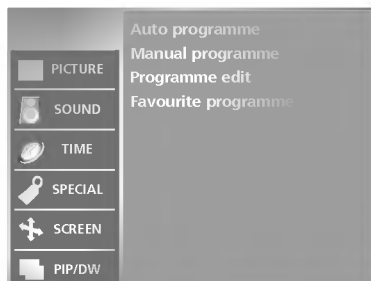 Auto programme
Manual programme
Programme edit
Favourite programme
PICTURE
SOUND
TIME
SPECIAL
SCREEN
PIP/DW